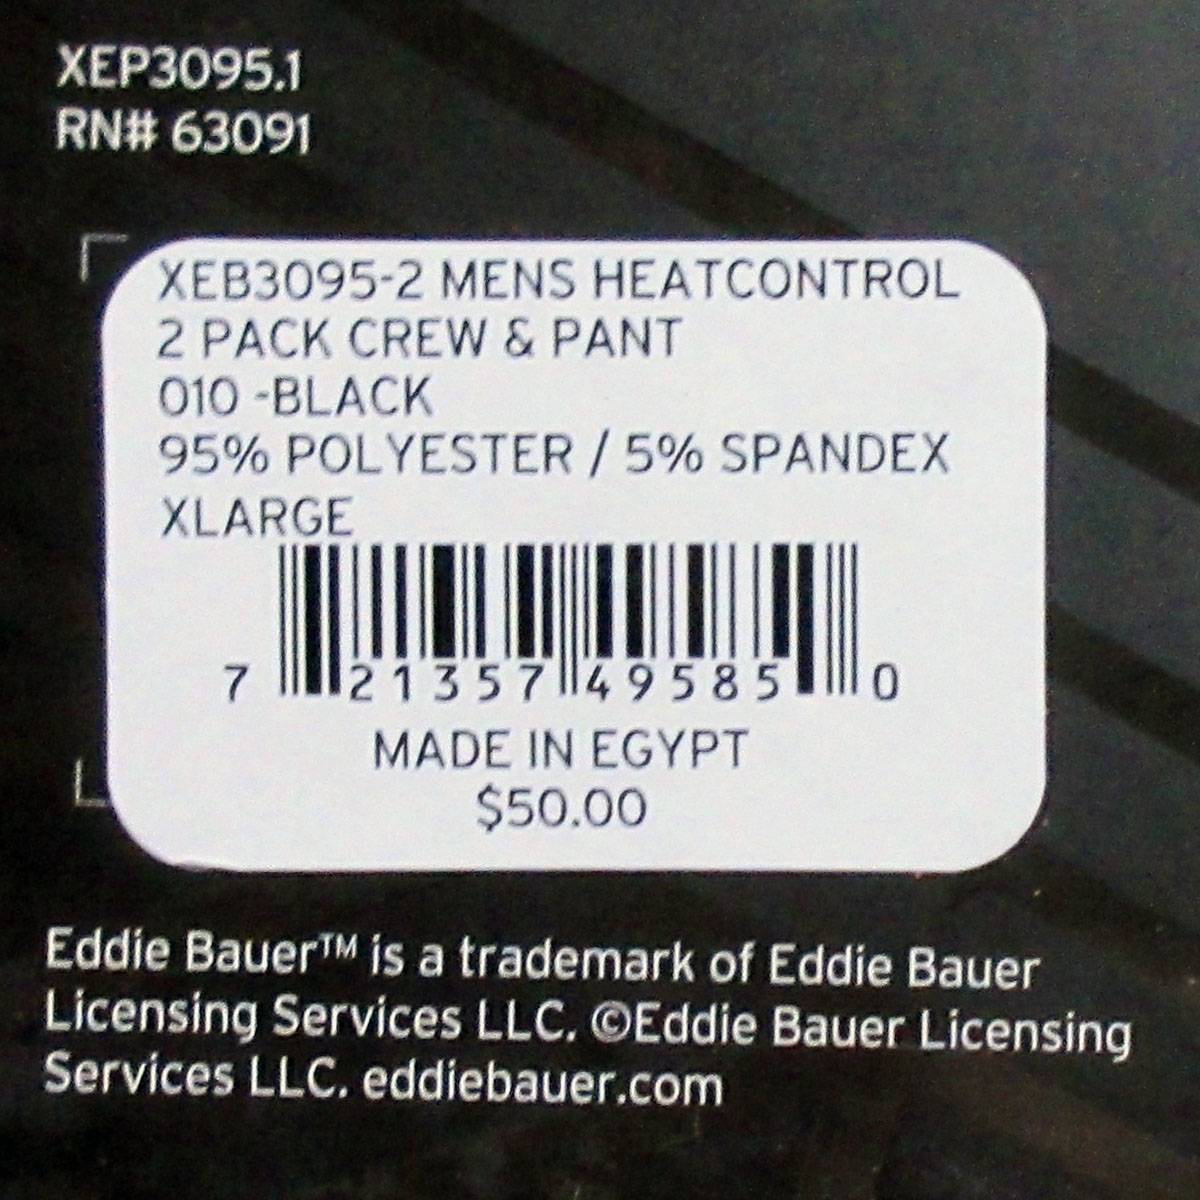 XEP3095.1
RN# 63091
XEB3095-2 MENS HEATCONTROL
2 PACK CREW & PANT
010 -BLACK
95% POLYESTER / 5% SPANDEX
XLARGE
7 21357 49585 0
MADE IN EGYPT
$50.00
Eddie Bauer™ is a trademark of Eddie Bauer
Licensing Services LLC. ©Eddie Bauer Licensing
Services LLC. eddiebauer.com